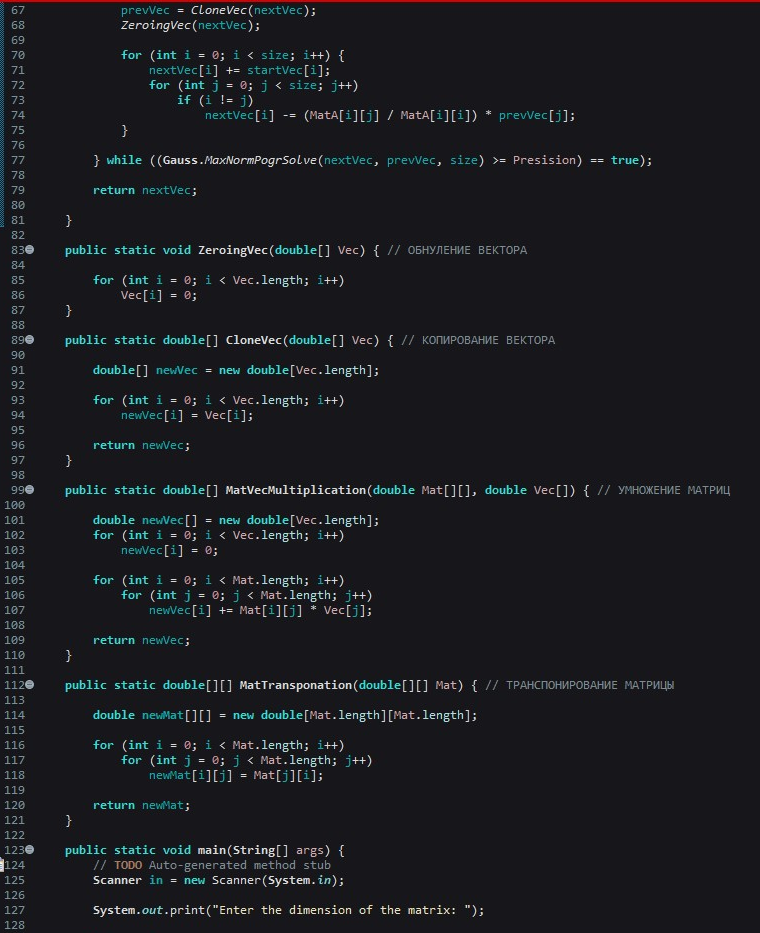 67 prevVec = CloneVec(nextVec);
68 ZeroingVec(nextVec);
69
70 for (int i = 0; i < size; i++) {
71 nextVec[i] += startVec[i];
72 for (int j = 0; j < size; j++)
73 if (i != j)
74 nextVec[i] -= (MatA[i][j] / MatA[i][i]) * prevVec[j];
75 }
76
77 } while ((Gauss.MaxNormPogrSolve(nextVec, prevVec, size) >= Presision) == true);
78
79 return nextVec;
80
81 }
82
83 public static void ZeroingVec(double[] Vec) { // ОБНУЛЕНИЕ ВЕКТОРА
84
85 for (int i = 0; i < Vec.length; i++)
86 Vec[i] = 0;
87 }
88
89 public static double[] CloneVec(double[] Vec) { // КОПИРОВАНИЕ ВЕКТОРА
90
91 double[] newVec = new double[Vec.length];
92
93 for (int i = 0; i < Vec.length; i++)
94 newVec[i] = Vec[i];
95
96 return newVec;
97 }
98
99 public static double[] MatVecMultiplication(double Mat[][], double Vec[]) { // УМНОЖЕНИЕ МАТРИЦ
100
101 double newVec[] = new double[Vec.length];
102 for (int i = 0; i < Vec.length; i++)
103 newVec[i] = 0;
104
105 for (int i = 0; i < Mat.length; i++)
106 for (int j = 0; j < Mat.length; j++)
107 newVec[i] += Mat[i][j] * Vec[j];
108
109 return newVec;
110 }
111
112 public static double[][] MatTransponation(double[][] Mat) { // ТРАНСПОНИРОВАНИЕ МАТРИЦЫ
113
114 double newMat[][] = new double[Mat.length][Mat.length];
115
116 for (int i = 0; i < Mat.length; i++)
117 for (int j = 0; j < Mat.length; j++)
118 newMat[i][j] = Mat[j][i];
119
120 return newMat;
121 }
122
123 public static void main(String[] args) {
124 // TODO Auto-generated method stub
125 Scanner in = new Scanner(System.in);
126
127 System.out.print("Enter the dimension of the matrix: ");
128